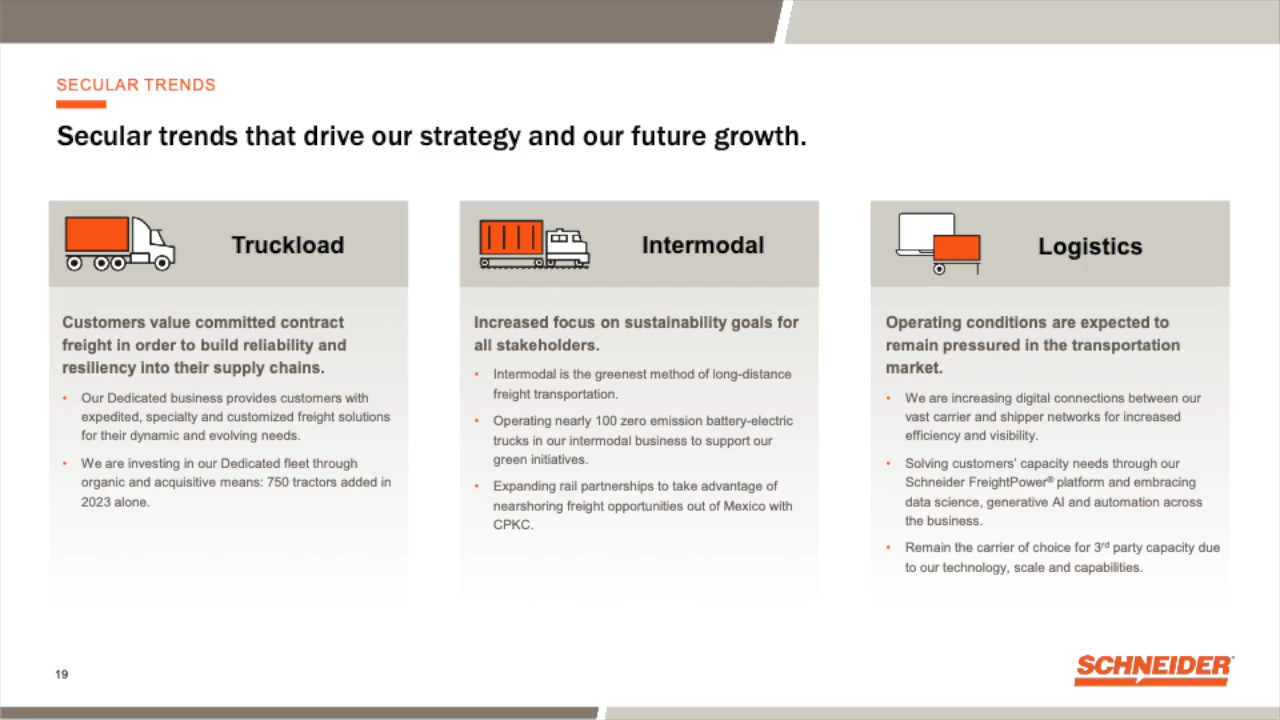 SECULAR TRENDS
Secular trends that drive our strategy and our future growth.
Truckload
Customers value committed contract
freight in order to build reliability and
resiliency into their supply chains.
• Our Dedicated business provides customers with
expedited, specialty and customized freight solutions
for their dynamic and evolving needs.
• We are investing in our Dedicated fleet through
organic and acquisitive means: 750 tractors added in
2023 alone.
Intermodal
Increased focus on sustainability goals for
all stakeholders.
• Intermodal is the greenest method of long-distance
freight transportation.
• Operating nearly 100 zero emission battery-electric
trucks in our intermodal business to support our
green initiatives.
• Expanding rail partnerships to take advantage of
nearshoring freight opportunities out of Mexico with
CPKC.
Logistics
Operating conditions are expected to
remain pressured in the transportation
market.
• We are increasing digital connections between our
vast carrier and shipper networks for increased
efficiency and visibility.
• Solving customers' capacity needs through our
Schneider FreightPower® platform and embracing
data science, generative AI and automation across
the business.
• Remain the carrier of choice for 3rd party capacity due
to our technology, scale and capabilities.
19
SCHNEIDER